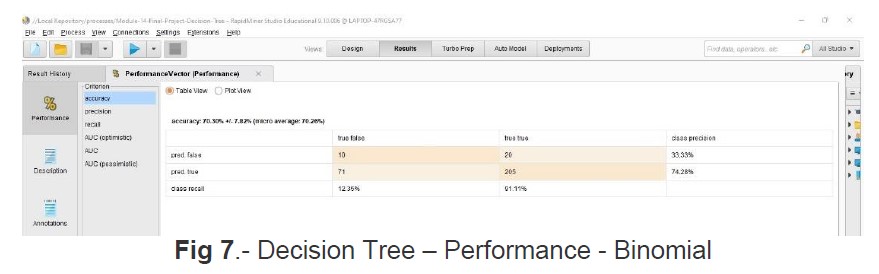 //Local Repository/processes/Module-14-Final-Project-Decision-Tree - RapidMiner Studio Educational 9.10.006 @ LAPTOP-47RGSA77
File Edit Process View Connections Settings Extensions Help
Views: Design Results Turbo Prep Auto Model Deployments
Find data, operators...etc
All Studio
Result History
PerformanceVector (Performance)
Criterion
accuracy
precision
recall
AUC (optimistic)
AUC
AUC (pessimistic)
Performance
Description
Annotations
Table View Plot View
accuracy: 70.30% +/- 7.82% (micro average: 70.26%)
true false true true class precision
pred. false 10 20 33.33%
pred. true 71 205 74.28%
class recall 12.35% 91.11%
Fig 7.- Decision Tree – Performance - Binomial